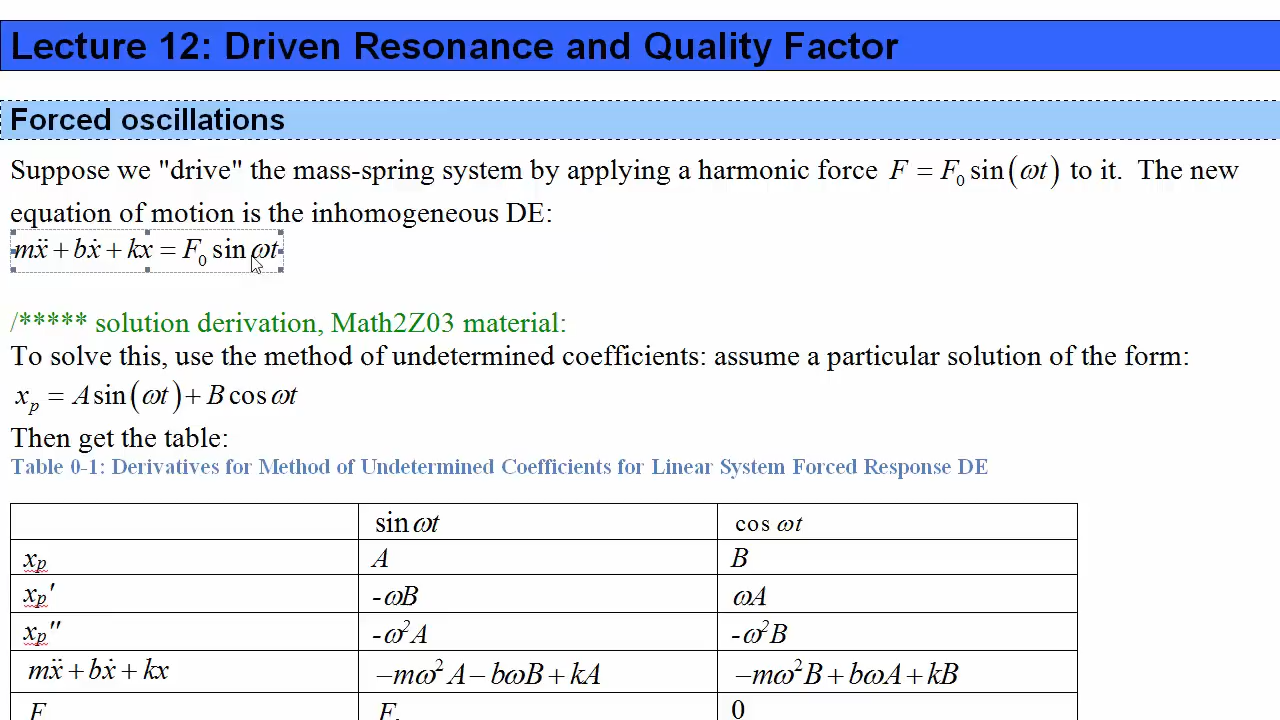 Lecture 12: Driven Resonance and Quality Factor
Forced oscillations
Suppose we "drive" the mass-spring system by applying a harmonic force F = F₀ sin(ωt) to it. The new
equation of motion is the inhomogeneous DE:
mẍ + bẋ + kx = F₀ sin ωt
/***** solution derivation, Math2Z03 material:
To solve this, use the method of undetermined coefficients: assume a particular solution of the form:
xₚ = A sin(ωt) + B cos ωt
Then get the table:
Table 0-1: Derivatives for Method of Undetermined Coefficients for Linear System Forced Response DE
sin ωt cos ωt
xₚ A B
xₚ' -ωB ωA
xₚ'' -ω²A -ω²B
mẍ + bẋ + kx −mω²A − bωB + kA −mω²B + bωA + kB
F F 0